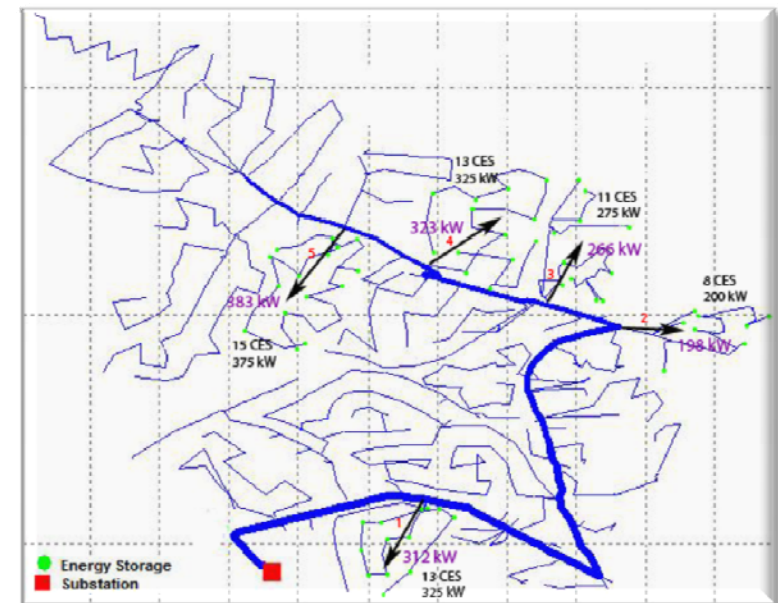 13 CES
325 kW
11 CES
275 kW
323 kW
4
266 kW
5
3
8 CES
200 kW
383 kW
2
198 kW
15 CES
375 kW
1
312 kW
13 CES
325 kW
Energy Storage
Substation